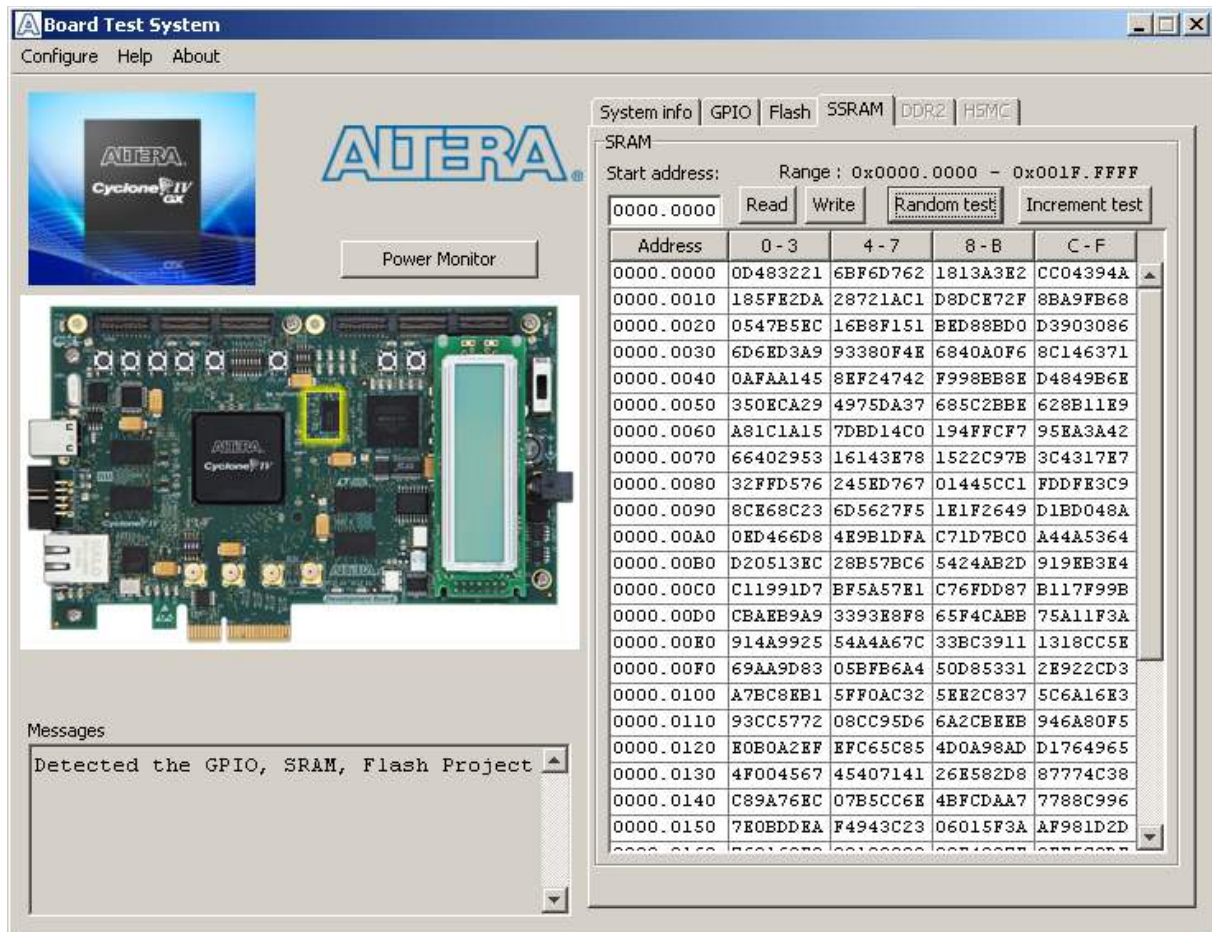 Board Test System
Configure Help About
ALTERA
Cyclone IV
GX
ALTERA®
Power Monitor
ALTERA
Cyclone IV
ALTERA
Development Board
Messages
Detected the GPIO, SRAM, Flash Project
System info GPIO Flash SSRAM DDR2 HSMC
SRAM
Start address: Range : 0x0000.0000 - 0x001F.FFFF
0000.0000 Read Write Random test Increment test
Address 0 - 3 4 - 7 8 - B C - F
0000.0000 0D483221 6BF6D762 1813A3E2 CC04394A
0000.0010 185FE2DA 28721AC1 D8DCE72F 8BA9FB68
0000.0020 0547B5EC 16B8F151 BED88BD0 D3903086
0000.0030 6D6ED3A9 93380F4E 6840A0F6 8C146371
0000.0040 0AFAA145 8EF24742 F998BB8E D4849B6E
0000.0050 350ECA29 4975DA37 685C2BBE 628B11E9
0000.0060 A81C1A15 7DBD14C0 194FFCF7 95EA3A42
0000.0070 66402953 16143E78 1522C97B 3C4317E7
0000.0080 32FFD576 245ED767 01445CC1 FDDFE3C9
0000.0090 8CE68C23 6D5627F5 1E1F2649 D1BD048A
0000.00A0 0ED466D8 4E9B1DFA C71D7BC0 A44A5364
0000.00B0 D20513EC 28B57BC6 5424AB2D 919EB3E4
0000.00C0 C11991D7 BF5A57E1 C76FDD87 B117F99B
0000.00D0 CBAEB9A9 3393E8F8 65F4CABB 75A11F3A
0000.00E0 914A9925 54A4A67C 33BC3911 1318CC5E
0000.00F0 69AA9D83 05BFB6A4 50D85331 2E922CD3
0000.0100 A7BC8EB1 5FF0AC32 5EE2C837 5C6A16E3
0000.0110 93CC5772 08CC95D6 6A2CBEEB 946A80F5
0000.0120 E0B0A2EF EFC65C85 4D0A98AD D1764965
0000.0130 4F004567 45407141 26E582D8 87774C38
0000.0140 C89A76EC 07B5CC6E 4BFCDAA7 7788C996
0000.0150 7E0BDDEA F4943C23 06015F3A AF981D2D